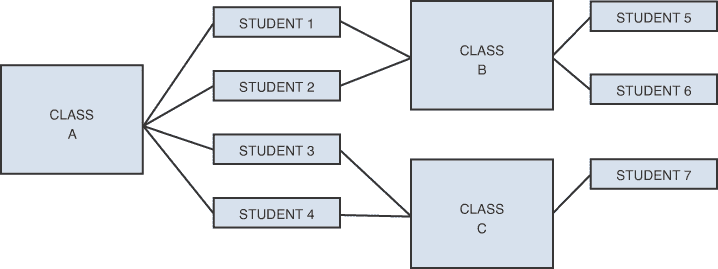 CLASS
A
STUDENT 1
STUDENT 2
STUDENT 3
STUDENT 4
CLASS
B
CLASS
C
STUDENT 5
STUDENT 6
STUDENT 7